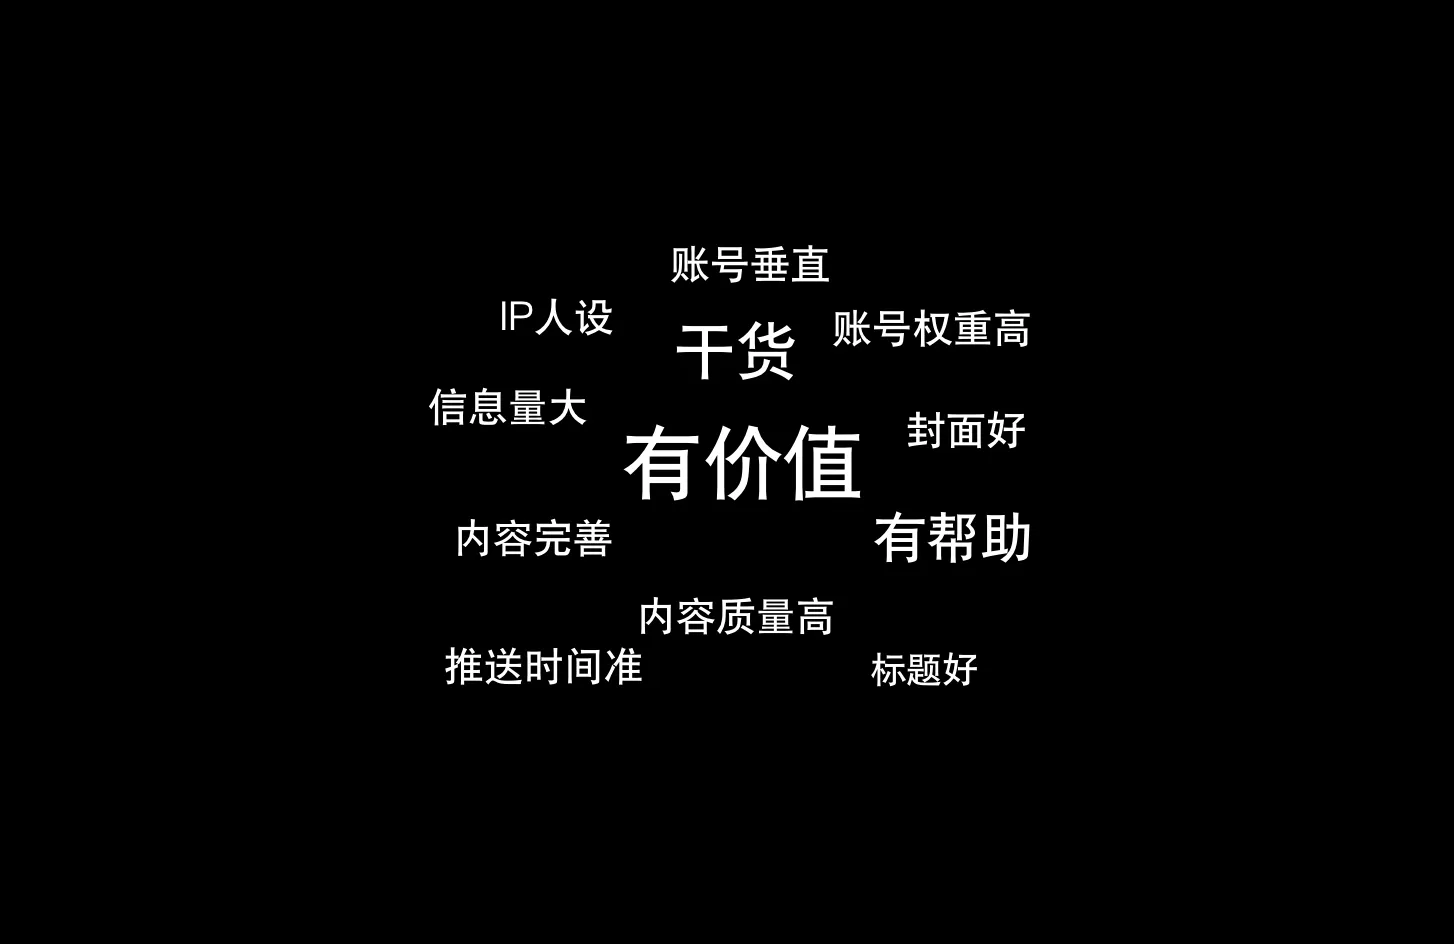 账号垂直
IP人设
干货
账号权重高
信息量大
封面好
有价值
内容完善
有帮助
内容质量高
推送时间准
标题好